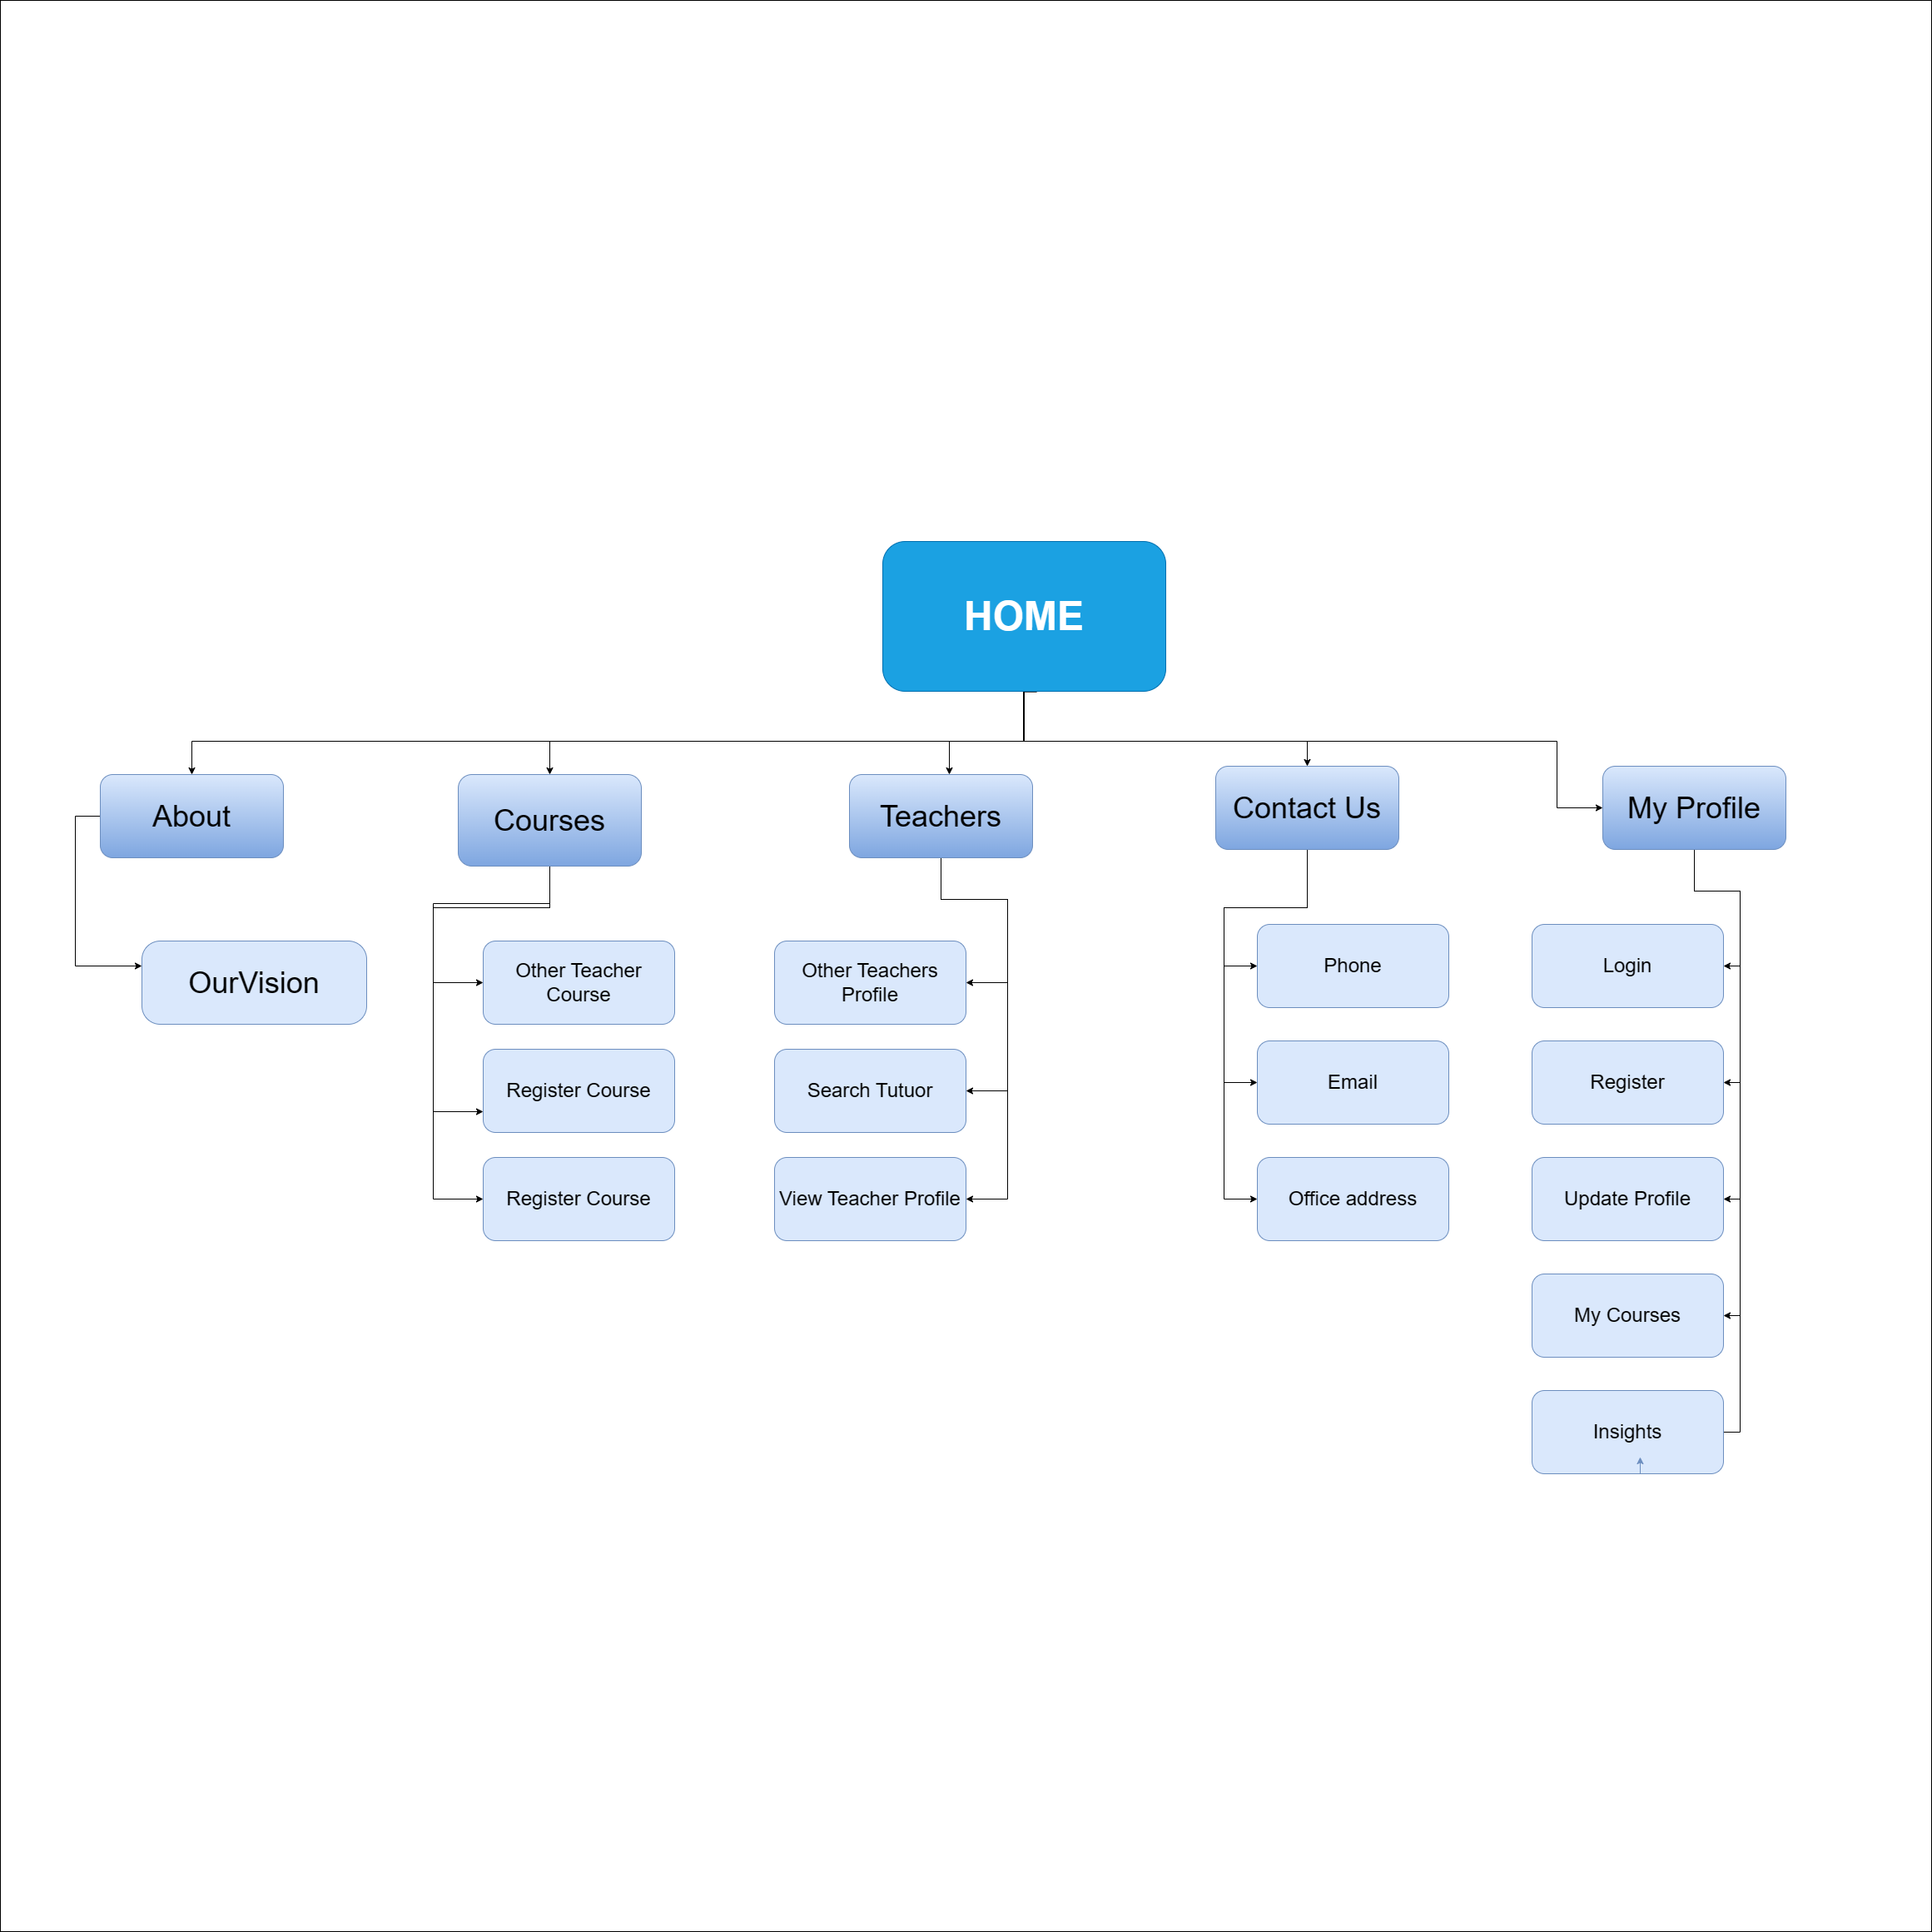 HOME
About
Courses
Teachers
Contact Us
My Profile
OurVision
Other Teacher
Course
Register Course
Register Course
Other Teachers
Profile
Search Tutuor
View Teacher Profile
Phone
Email
Office address
Login
Register
Update Profile
My Courses
Insights